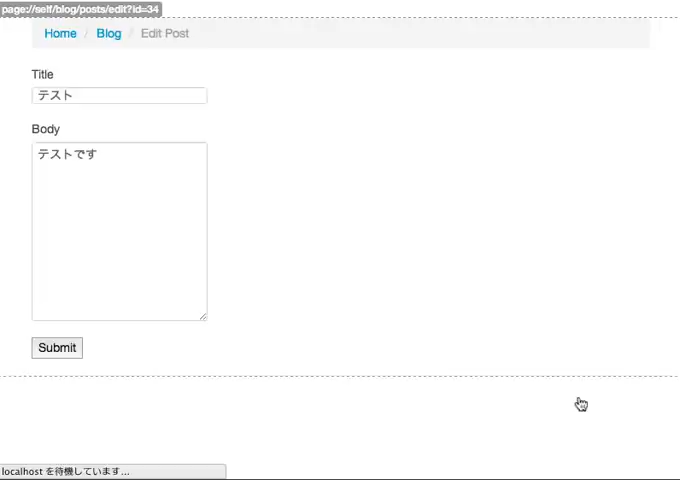 page://self/blog/posts/edit?id=34
Home / Blog / Edit Post
Title
テスト
Body
テストです
Submit
localhost を待機しています...